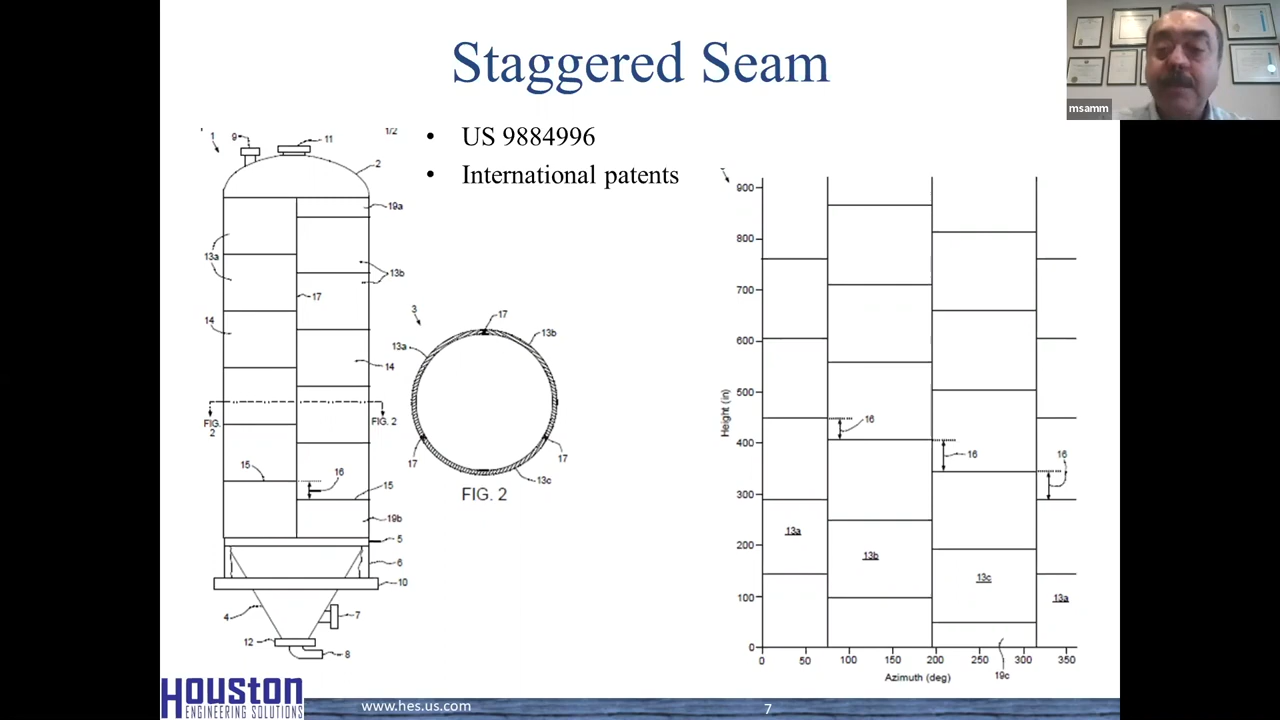 Staggered Seam
msamm
• US 9884996
• International patents
1/2
1
9
11
2
19a
13a
13b
17
14
14
FIG.
2
FIG. 2
15
16
15
19b
5
6
10
4
7
12
8
3
17
13a
13b
17
17
13c
FIG. 2
900
800
700
600
500
400
300
200
100
0
Height (in)
16
16
16
13a
13b
13c
13a
0 50 100 150 200 250 300 350
Azimuth (deg)
19c
HOUSTON
ENGINEERING SOLUTIONS
www.hes.us.com
7